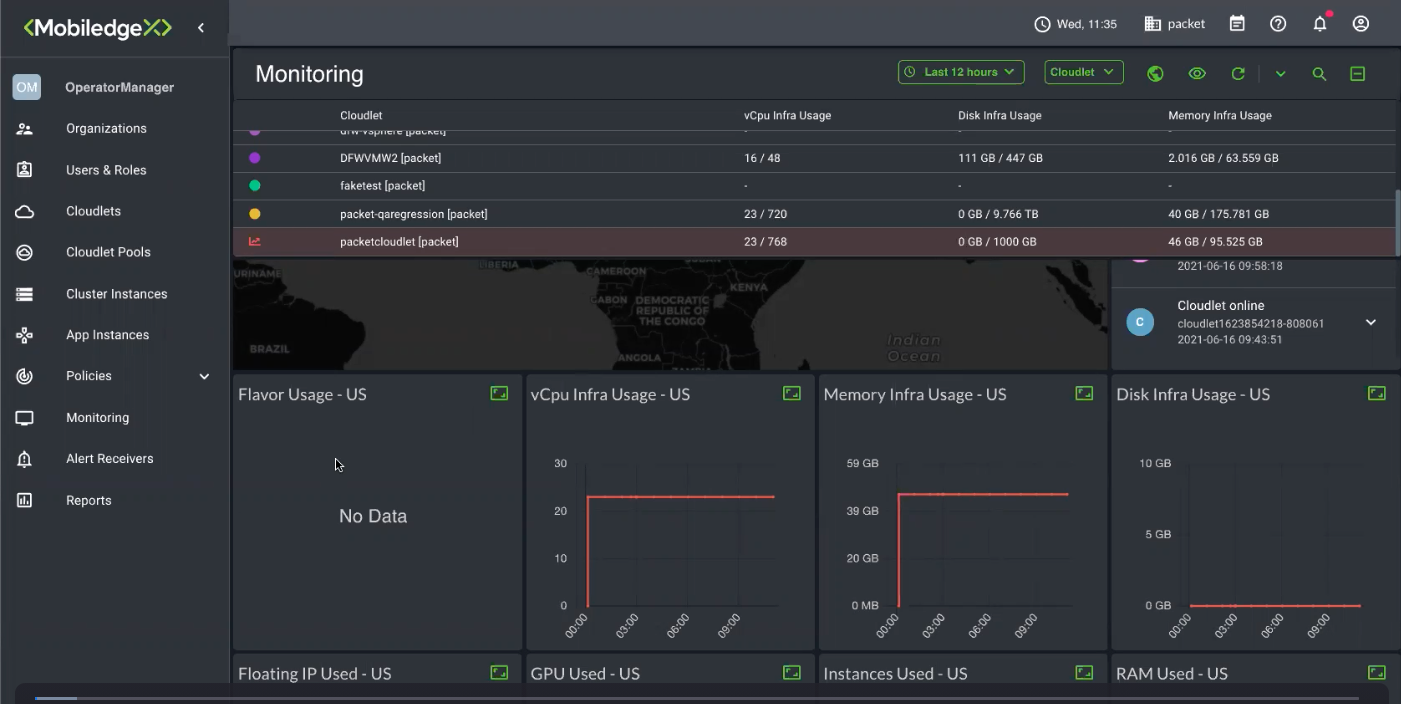 <MobiledgeX>
Wed, 11:35
packet
OM OperatorManager
Organizations
Users & Roles
Cloudlets
Cloudlet Pools
Cluster Instances
App Instances
Policies
Monitoring
Alert Receivers
Reports
Monitoring
Last 12 hours
Cloudlet
Cloudlet vCpu Infra Usage Disk Infra Usage Memory Infra Usage
dfw-vsphere [packet] - - -
DFWVMW2 [packet] 16 / 48 111 GB / 447 GB 2.016 GB / 63.559 GB
faketest [packet] - - -
packet-qaregression [packet] 23 / 720 0 GB / 9.766 TB 40 GB / 175.781 GB
packetcloudlet [packet] 23 / 768 0 GB / 1000 GB 46 GB / 95.525 GB
URINAME
LIBERIA
CAMEROON
GABON
DEMOCRATIC
REPUBLIC OF
THE CONGO
KENYA
BRAZIL
ANGOLA
Indian
Ocean
2021-06-16 09:58:18
C
Cloudlet online
cloudlet1623854218-808061
2021-06-16 09:43:51
Flavor Usage - US
No Data
vCpu Infra Usage - US
30
20
10
0
00:00 03:00 06:00 09:00
Memory Infra Usage - US
59 GB
39 GB
20 GB
0 MB
00:00 03:00 06:00 09:00
Disk Infra Usage - US
10 GB
5 GB
0 GB
00:00 03:00 06:00 09:00
Floating IP Used - US
GPU Used - US
Instances Used - US
RAM Used - US